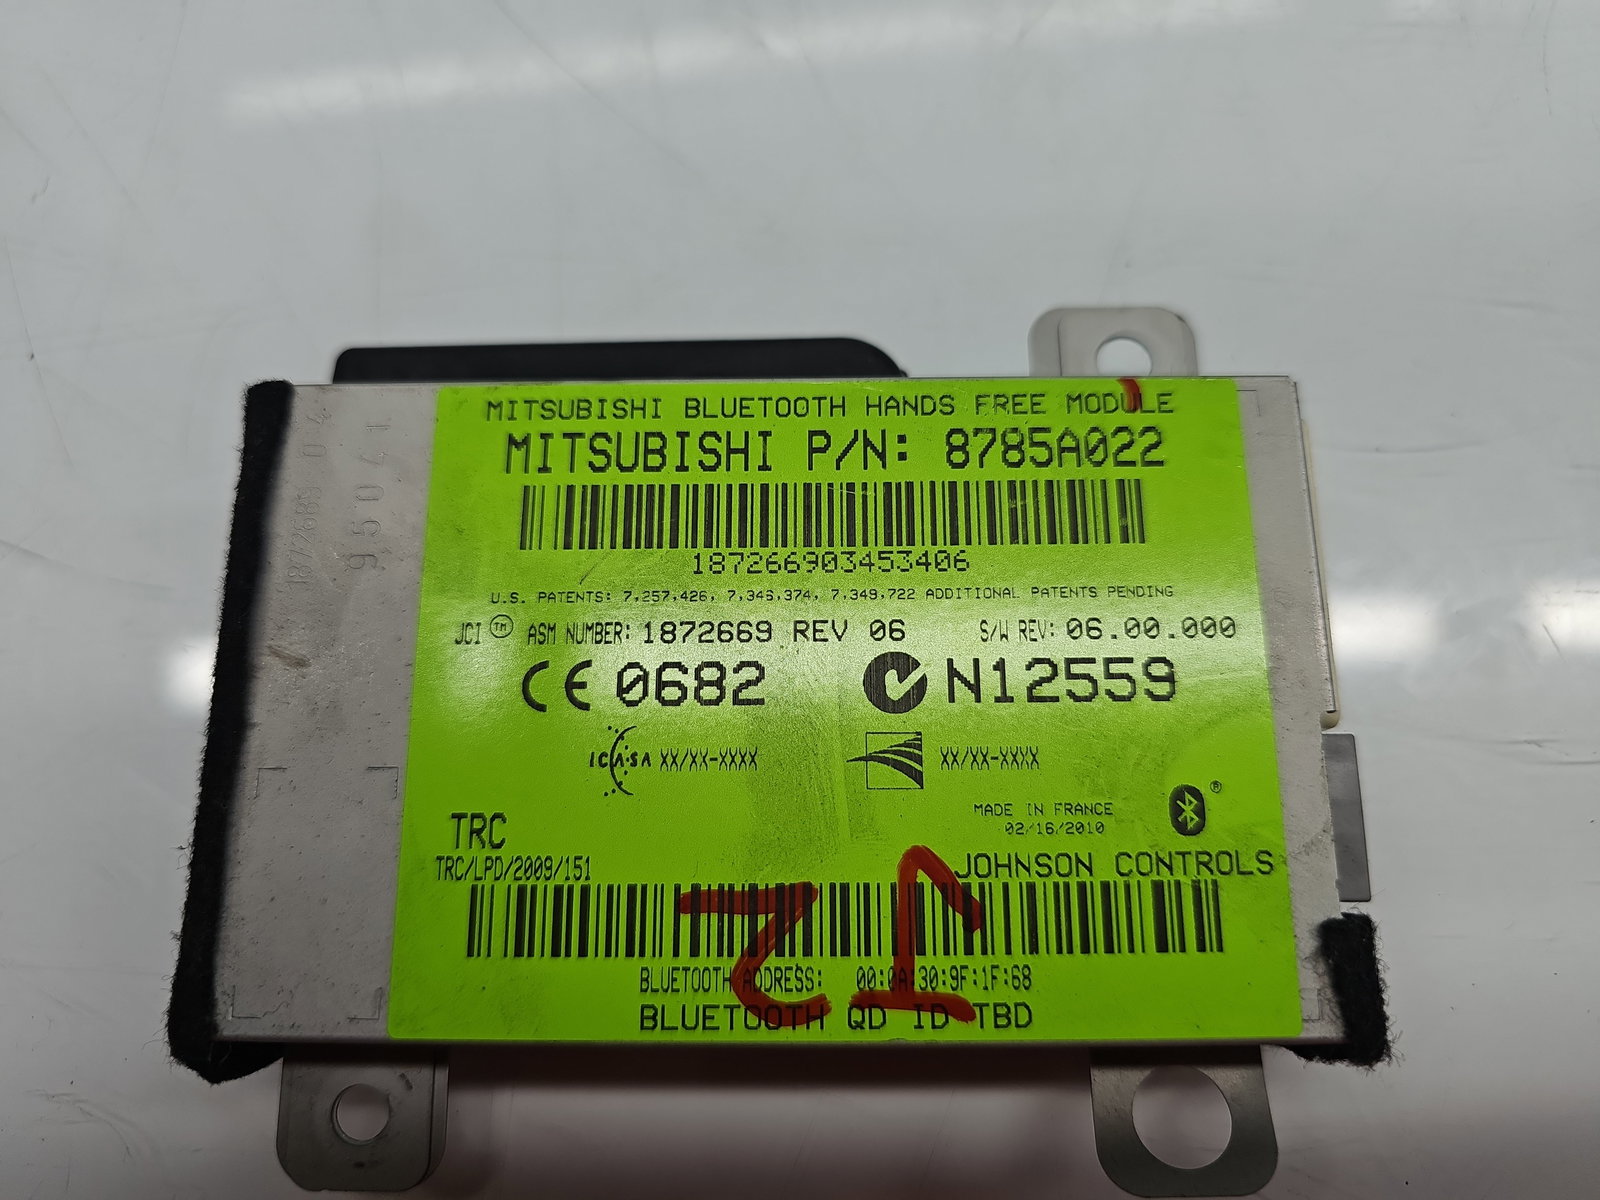 MITSUBISHI BLUETOOTH HANDS FREE MODULE
MITSUBISHI P/N: 8785A022
187266903453406
U.S. PATENTS: 7,257,426, 7,346,374, 7,349,722 ADDITIONAL PATENTS PENDING
JCI TM ASM NUMBER: 1872669 REV 06 S/W REV: 06.00.000
CE 0682 N12559
ICASA XX/XX-XXXX XX/XX-XXXX
MADE IN FRANCE
02/16/2010
TRC
TRC/LPD/2009/151
JOHNSON CONTROLS
BLUETOOTH ADDRESS: 00:0A:30:9F:1F:68
BLUETOOTH QD ID TBD
9504